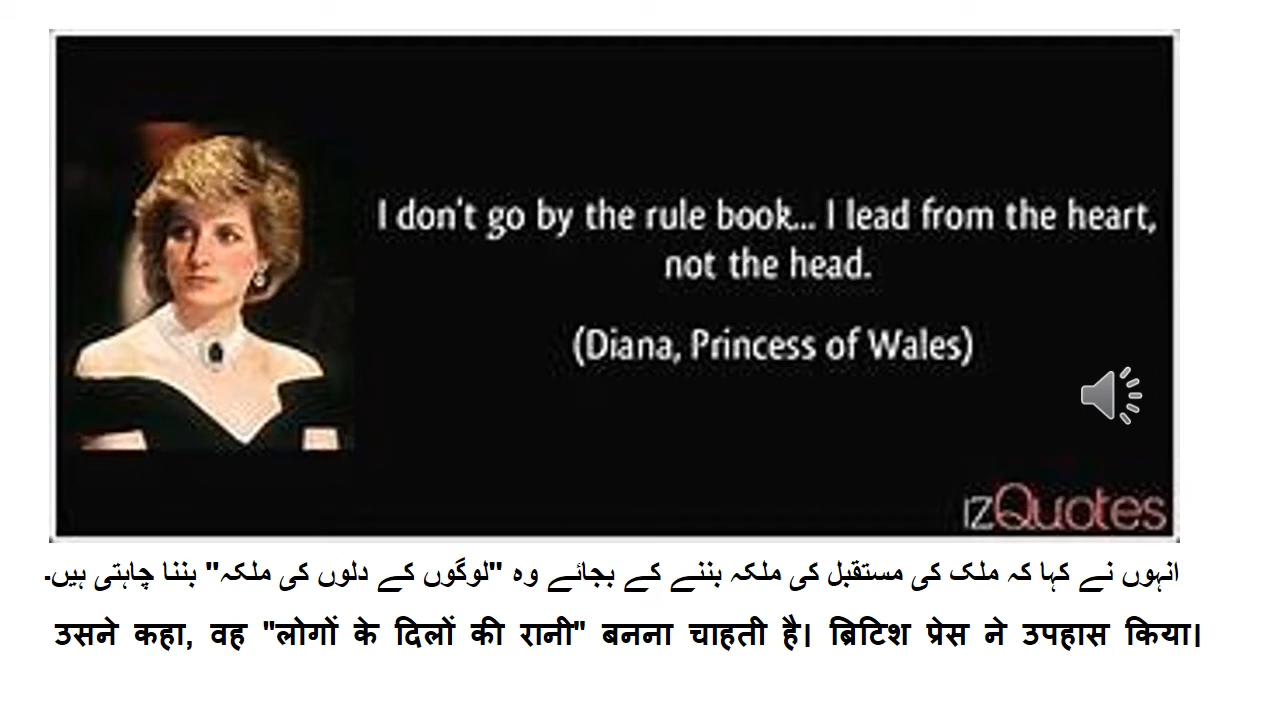 I don't go by the rule book... I lead from the heart,
not the head.
(Diana, Princess of Wales)
izQuotes
انہوں نے کہا کہ ملک کی مستقبل کی ملکہ بننے کے بجائے وہ "لوگوں کے دلوں کی ملکہ" بننا چاہتی ہیں۔
उसने कहा, वह "लोगों के दिलों की रानी" बनना चाहती है। ब्रिटिश प्रेस ने उपहास किया।